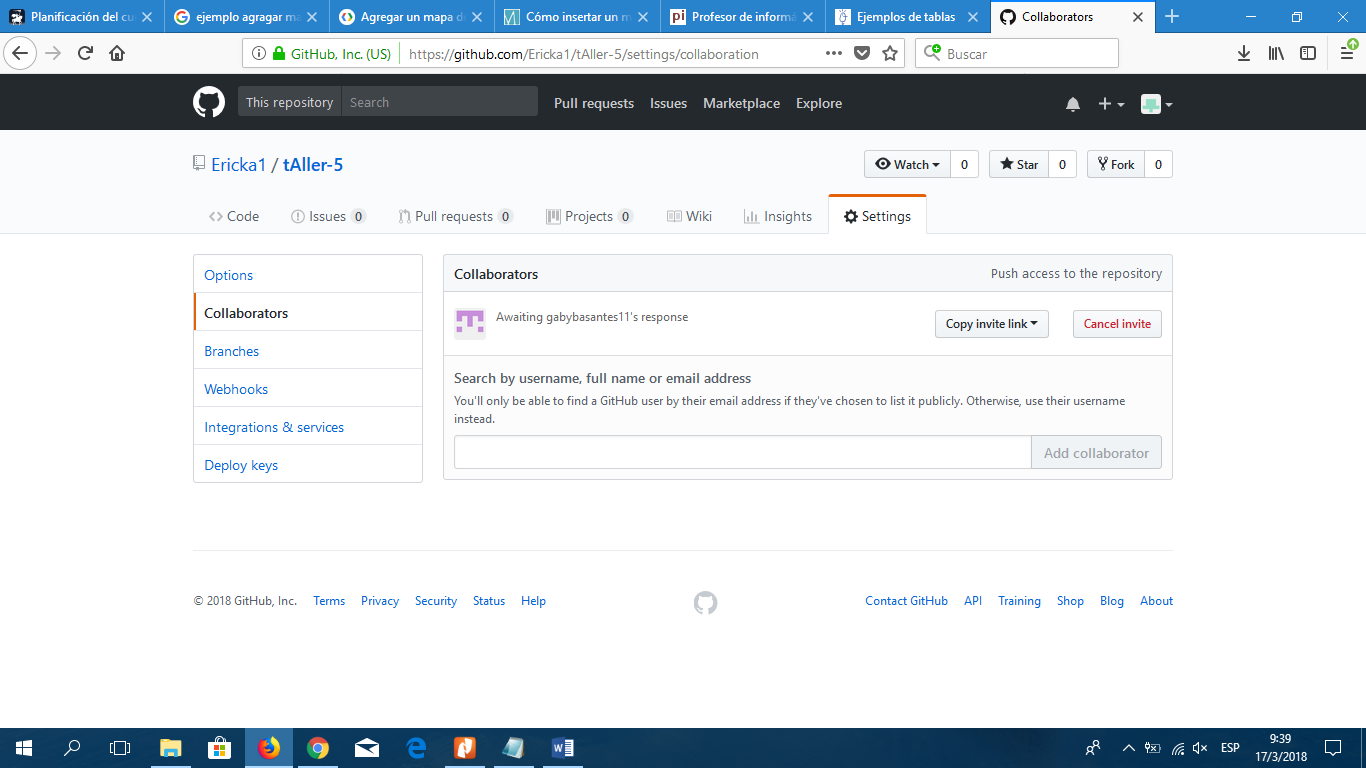 Planificación del cu
ejemplo agragar ma
Agregar un mapa de
Cómo insertar un m
Profesor de informá
Ejemplos de tablas
Collaborators
GitHub, Inc. (US)
https://github.com/Ericka1/tAller-5/settings/collaboration
Buscar
This repository
Search
Pull requests
Issues
Marketplace
Explore
Ericka1 / tAller-5
Watch
0
Star
0
Fork
0
Code
Issues 0
Pull requests 0
Projects 0
Wiki
Insights
Settings
Options
Collaborators
Branches
Webhooks
Integrations & services
Deploy keys
Collaborators
Push access to the repository
Awaiting gabybasantes11's response
Copy invite link
Cancel invite
Search by username, full name or email address
You'll only be able to find a GitHub user by their email address if they've chosen to list it publicly. Otherwise, use their username
instead.
Add collaborator
© 2018 GitHub, Inc.
Terms
Privacy
Security
Status
Help
Contact GitHub
API
Training
Shop
Blog
About
ESP
9:39
17/3/2018